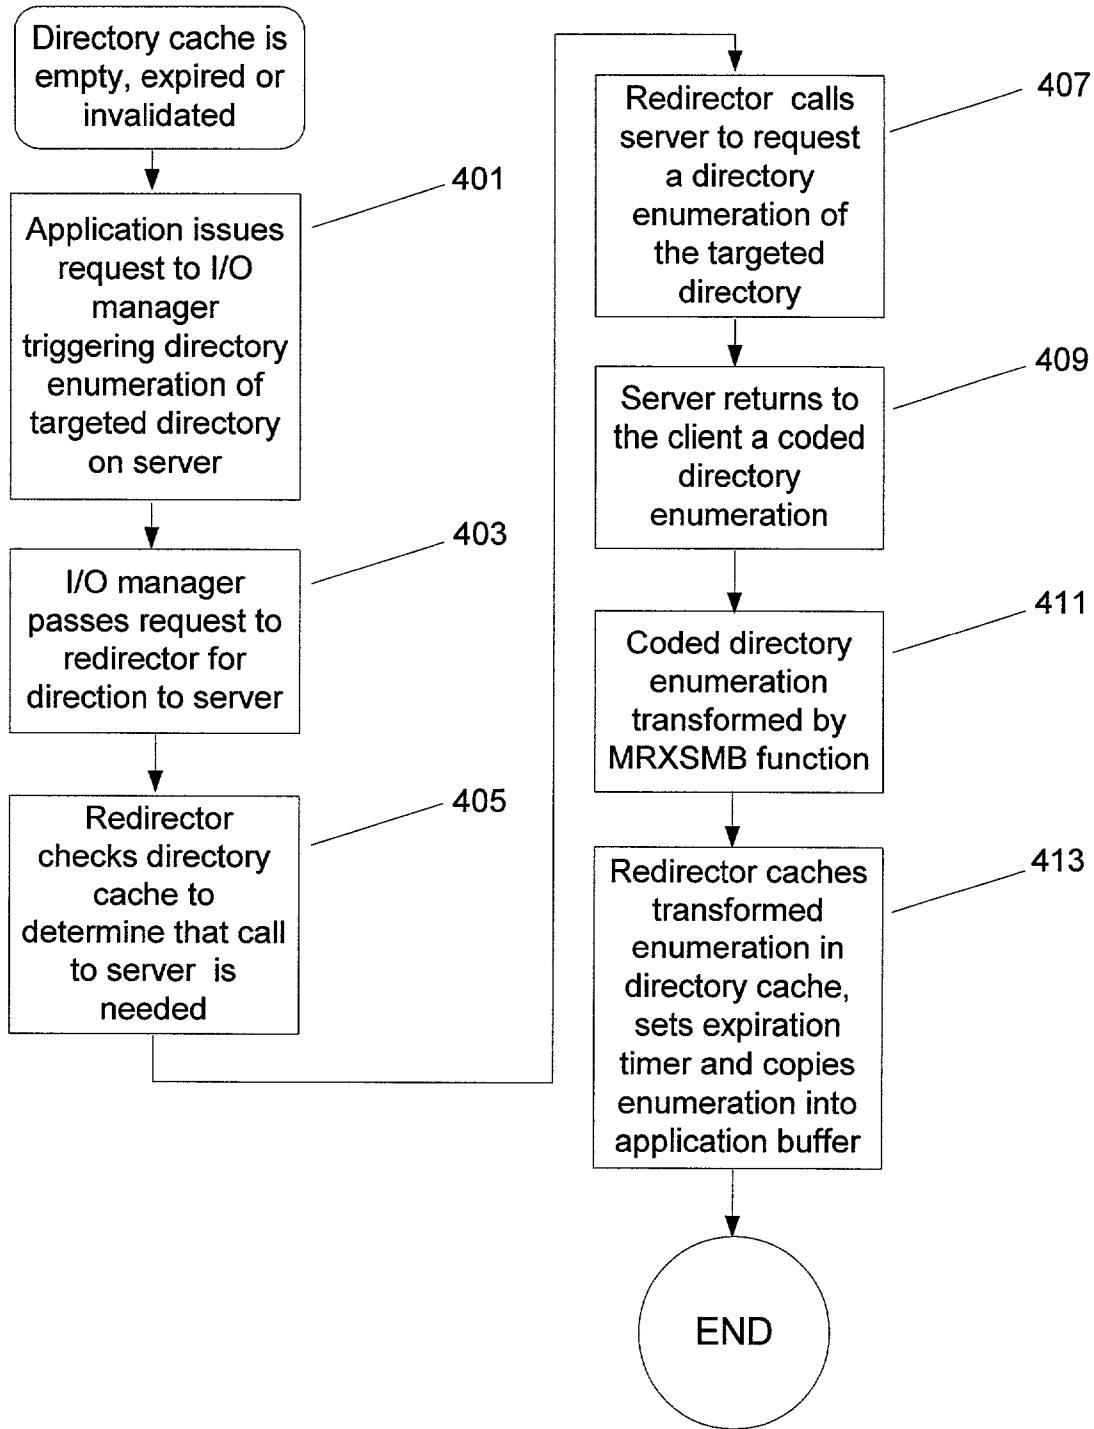 Directory cache is
empty, expired or
invalidated
401
Application issues
request to I/O
manager
triggering directory
enumeration of
targeted directory
on server
403
I/O manager
passes request to
redirector for
direction to server
405
Redirector
checks directory
cache to
determine that call
to server is
needed
407
Redirector calls
server to request
a directory
enumeration of
the targeted
directory
409
Server returns to
the client a coded
directory
enumeration
411
Coded directory
enumeration
transformed by
MRXSMB function
413
Redirector caches
transformed
enumeration in
directory cache,
sets expiration
timer and copies
enumeration into
application buffer
END